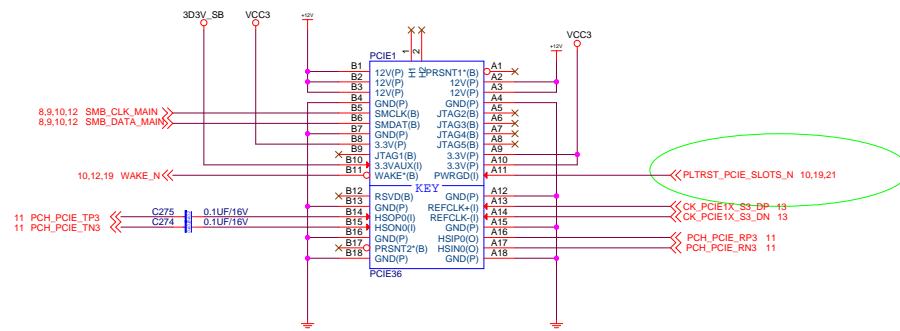 3D3V_SB VCC3 +12V +12V VCC3
PCIE1
1 2
H1 H2
B1 12V(P) PRSNT1*(B) A1
B2 12V(P) 12V(P) A2
B3 12V(P) 12V(P) A3
B4 GND(P) GND(P) A4
8,9,10,12 SMB_CLK_MAIN B5 SMCLK(B) JTAG2(B) A5
8,9,10,12 SMB_DATA_MAIN B6 SMDAT(B) JTAG3(B) A6
B7 GND(P) JTAG4(B) A7
B8 3.3V(P) JTAG5(B) A8
B9 JTAG1(B) 3.3V(P) A9
B10 3.3VAUX(I) 3.3V(P) A10
10,12,19 WAKE_N B11 WAKE*(B) PWRGD(I) A11 PLTRST_PCIE_SLOTS_N 10,19,21
KEY
B12 RSVD(B) GND(P) A12
B13 GND(P) REFCLK+(I) A13 CK_PCIE1X_S3_DP 13
11 PCH_PCIE_TP3 C275 0.1UF/16V B14 HSOP0(I) REFCLK-(I) A14 CK_PCIE1X_S3_DN 13
11 PCH_PCIE_TN3 C274 0.1UF/16V B15 HSON0(I) GND(P) A15
B16 GND(P) HSIP0(O) A16 PCH_PCIE_RP3 11
B17 PRSNT2*(B) HSIN0(O) A17 PCH_PCIE_RN3 11
B18 GND(P) GND(P) A18
PCIE36